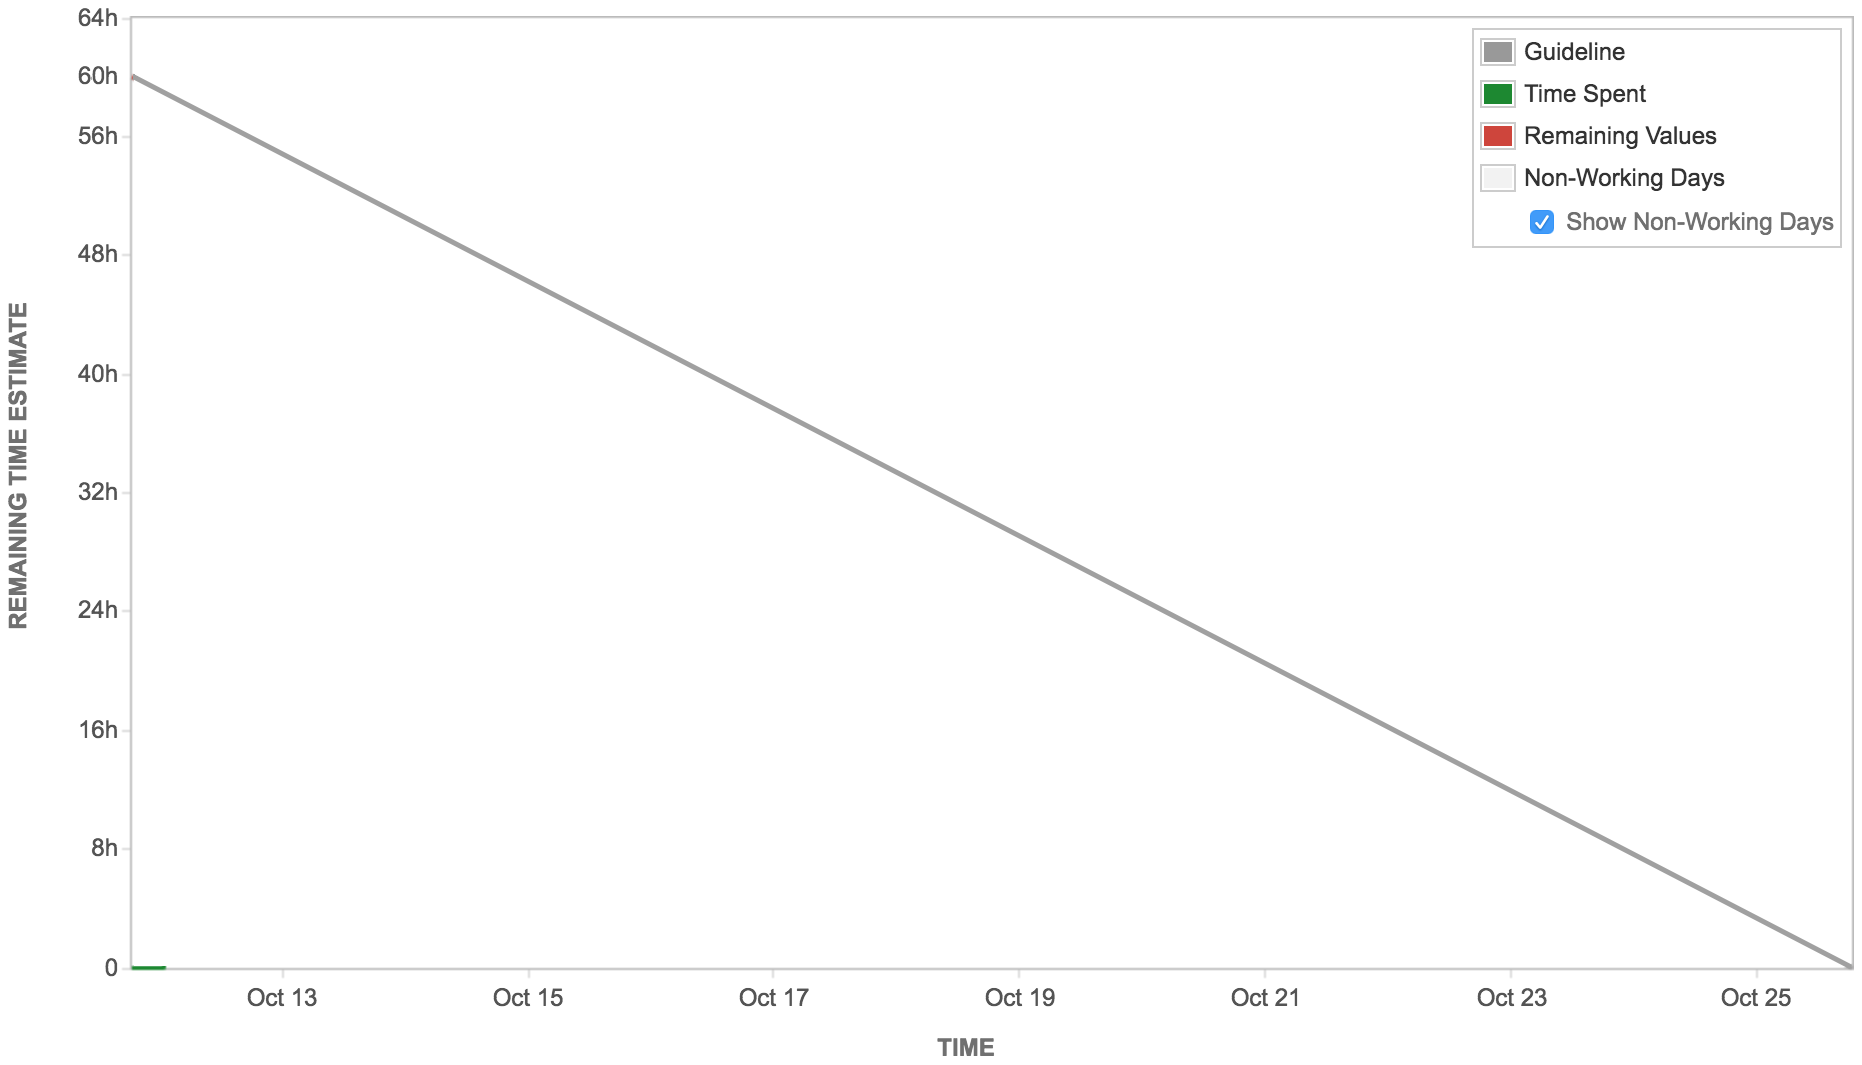 64h
60h
56h
48h
40h
32h
24h
16h
8h
0
REMAINING TIME ESTIMATE
Guideline
Time Spent
Remaining Values
Non-Working Days
Show Non-Working Days
Oct 13 Oct 15 Oct 17 Oct 19 Oct 21 Oct 23 Oct 25
TIME